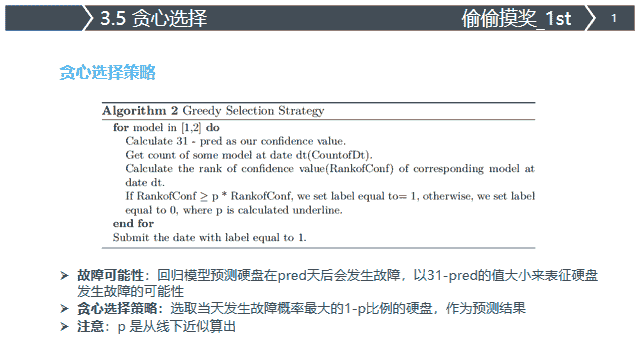 3.5 贪心选择
偷偷摸奖_1st
1
贪心选择策略
Algorithm 2 Greedy Selection Strategy
for model in [1,2] do
Calculate 31 - pred as our confidence value.
Get count of some model at date dt(CountofDt).
Calculate the rank of confidence value(RankofConf) of corresponding model at
date dt.
If RankofConf ≥ p * RankofConf, we set label equal to= 1, otherwise, we set label
equal to 0, where p is calculated underline.
end for
Submit the date with label equal to 1.
➤ 故障可能性：回归模型预测硬盘在pred天后会发生故障，以31-pred的值大小来表征硬盘
发生故障的可能性
➤ 贪心选择策略：选取当天发生故障概率最大的1-p比例的硬盘，作为预测结果
➤ 注意：p 是从线下近似算出